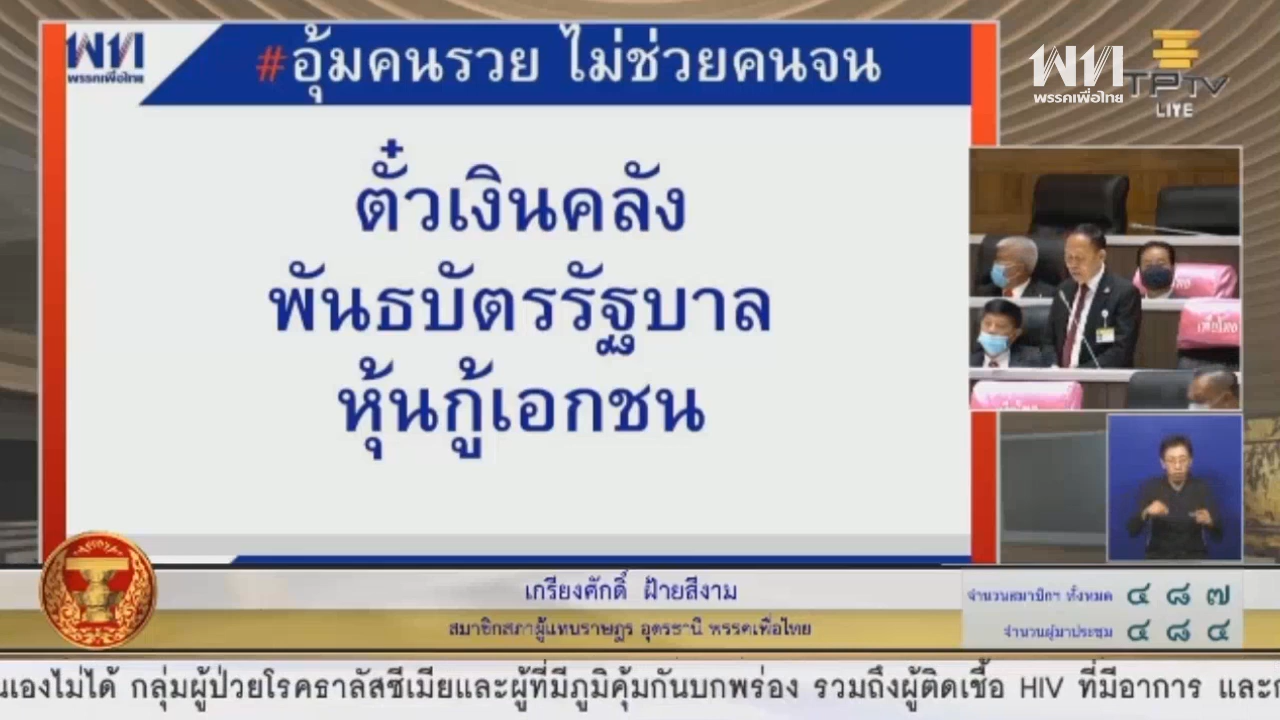 พท
พรรคเพื่อไทย
#อุ้มคนรวย ไม่ช่วยคนจน
พท
พรรคเพื่อไทย
TPTV
LIVE
ตั๋วเงินคลัง
พันธบัตรรัฐบาล
หุ้นกู้เอกชน
เพื่อไทย
เกรียงศักดิ์ ฝ้ายสีงาม
สมาชิกสภาผู้แทนราษฎร อุดรธานี พรรคเพื่อไทย
จำนวนสมาชิกฯ ทั้งหมด ๔๘๗
จำนวนผู้มาประชุม ๔๘๔
นเองไม่ได้ กลุ่มผู้ป่วยโรคธาลัสซีเมียและผู้ที่มีภูมิคุ้มกันบกพร่อง รวมถึงผู้ติดเชื้อ HIV ที่มีอาการ และ